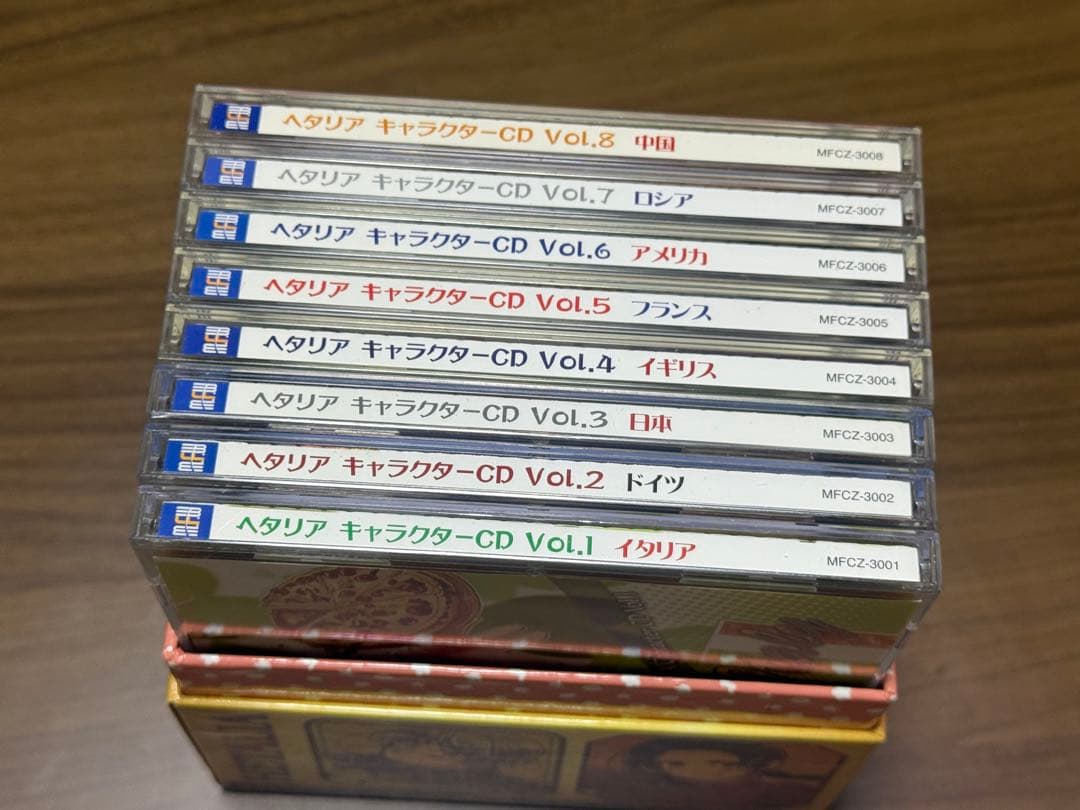 ヘタリア キャラクターCD Vol.8 中国 MFCZ-3008
ヘタリア キャラクターCD Vol.7 ロシア MFCZ-3007
ヘタリア キャラクターCD Vol.6 アメリカ MFCZ-3006
ヘタリア キャラクターCD Vol.5 フランス MFCZ-3005
ヘタリア キャラクターCD Vol.4 イギリス MFCZ-3004
ヘタリア キャラクターCD Vol.3 日本 MFCZ-3003
ヘタリア キャラクターCD Vol.2 ドイツ MFCZ-3002
ヘタリア キャラクターCD Vol.1 イタリア MFCZ-3001